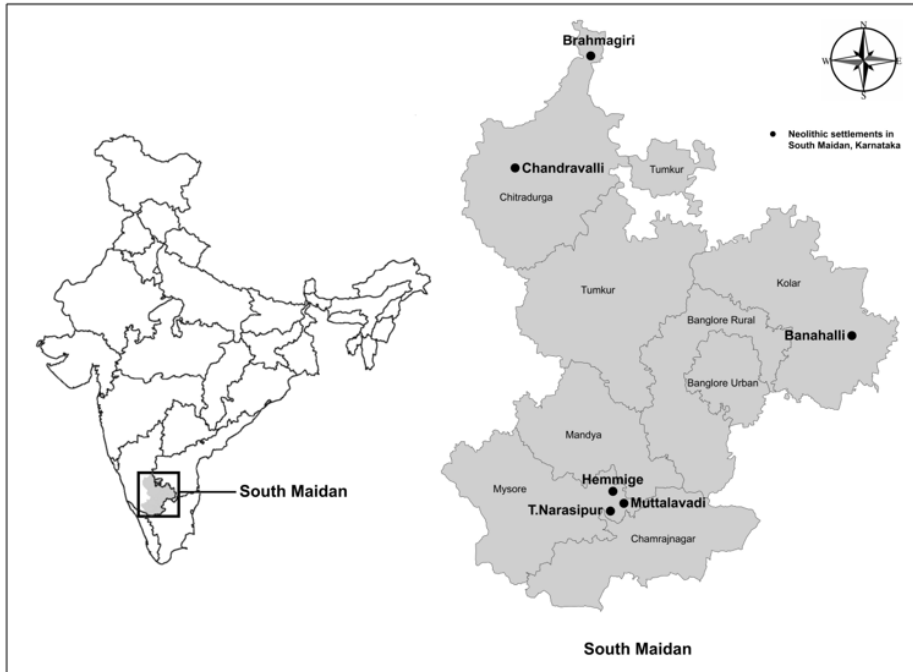 Brahmagiri
N
W
E
S
Neolithic settlements in
South Maidan, Karnataka
Chandravalli
Tumkur
Chitradurga
Tumkur
Kolar
Banglore Rural
Banahalli
Banglore Urban
Mandya
Hemmige
Mysore
Muttalavadi
T.Narasipur
Chamrajnagar
South Maidan
South Maidan